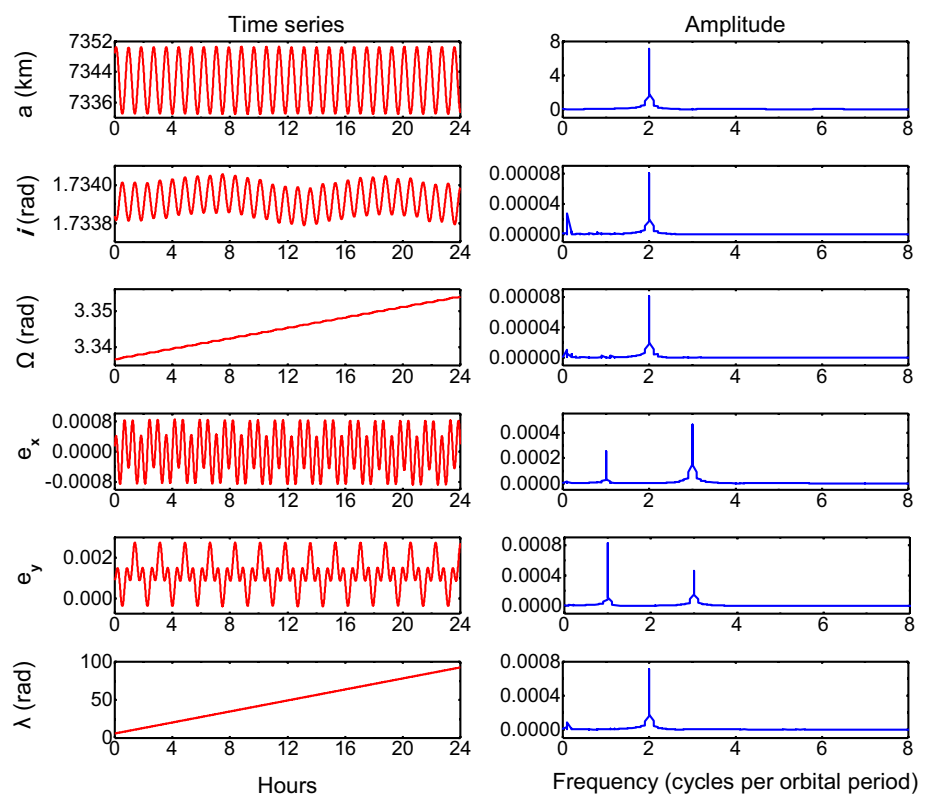 Time series
Amplitude
a (km)
7352
7344
7336
0 4 8 12 16 20 24
8
4
0
0 2 4 6 8
i (rad)
1.7340
1.7338
0 4 8 12 16 20 24
0.00008
0.00004
0.00000
0 2 4 6 8
Ω (rad)
3.35
3.34
0 4 8 12 16 20 24
0.00008
0.00004
0.00000
0 2 4 6 8
e_x
0.0008
0.0000
-0.0008
0 4 8 12 16 20 24
0.0004
0.0002
0.0000
0 2 4 6 8
e_y
0.002
0.000
0 4 8 12 16 20 24
0.0008
0.0004
0.0000
0 2 4 6 8
λ (rad)
100
50
0
0 4 8 12 16 20 24
0.0008
0.0004
0.0000
0 2 4 6 8
Hours
Frequency (cycles per orbital period)